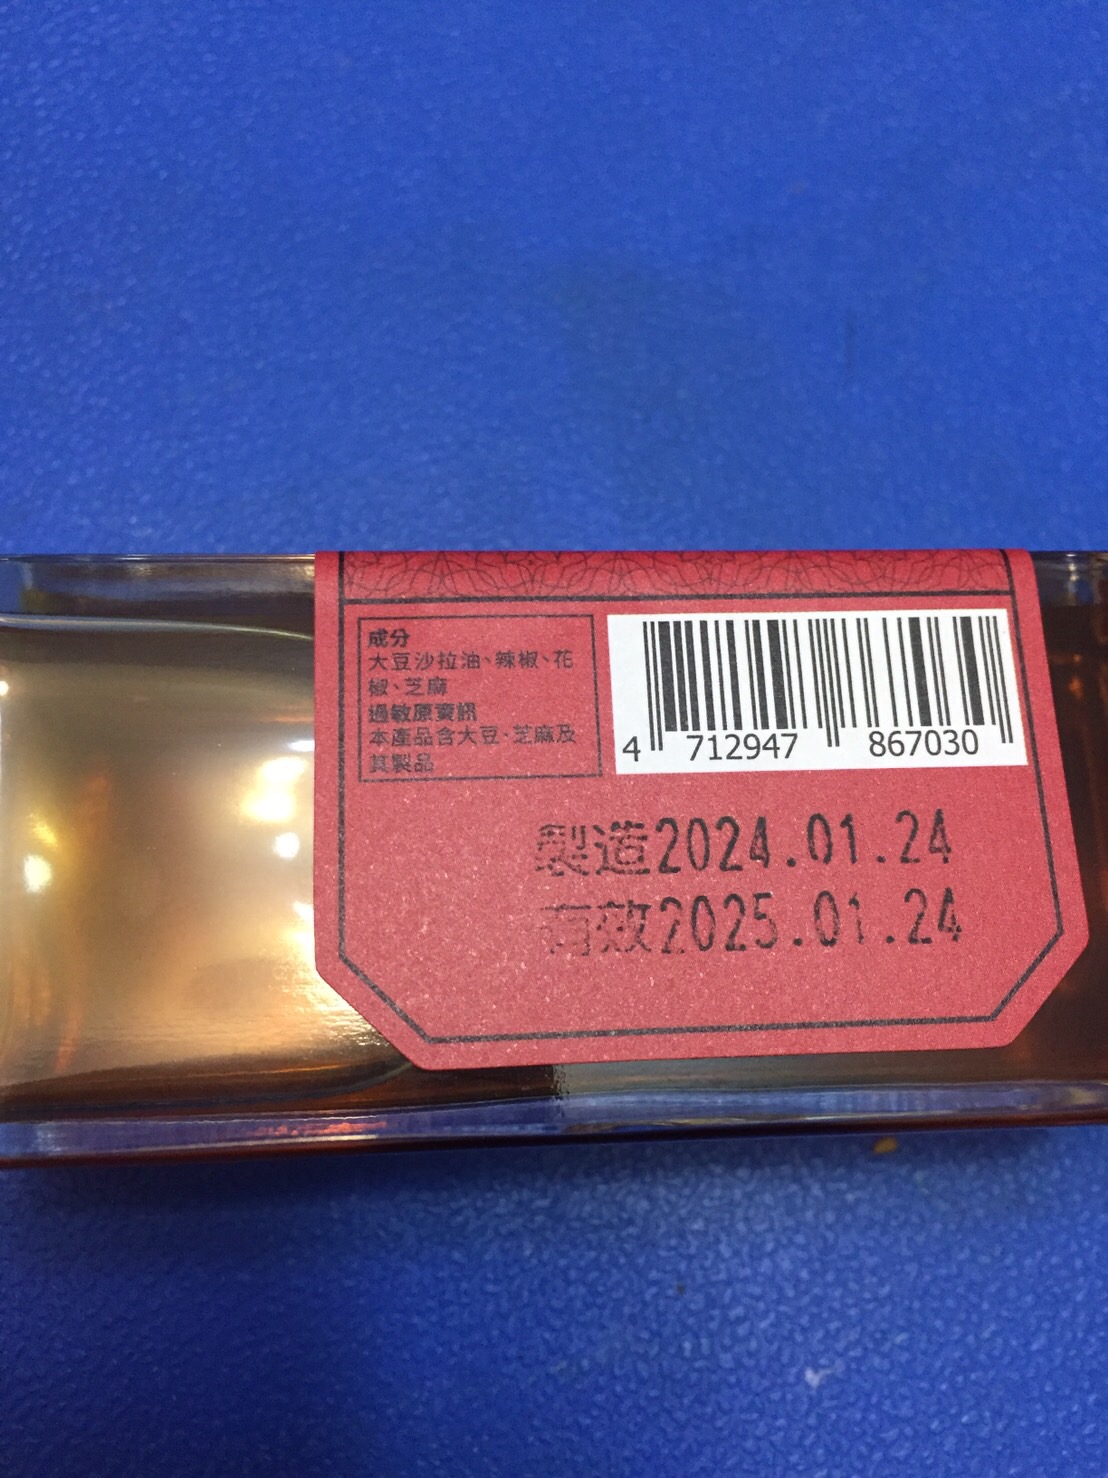 成分
大豆沙拉油、辣椒、花
椒、芝麻
過敏原資訊
本產品含大豆、芝麻及
其製品
4 712947 867030
製造2024.01.24
有效2025.01.24